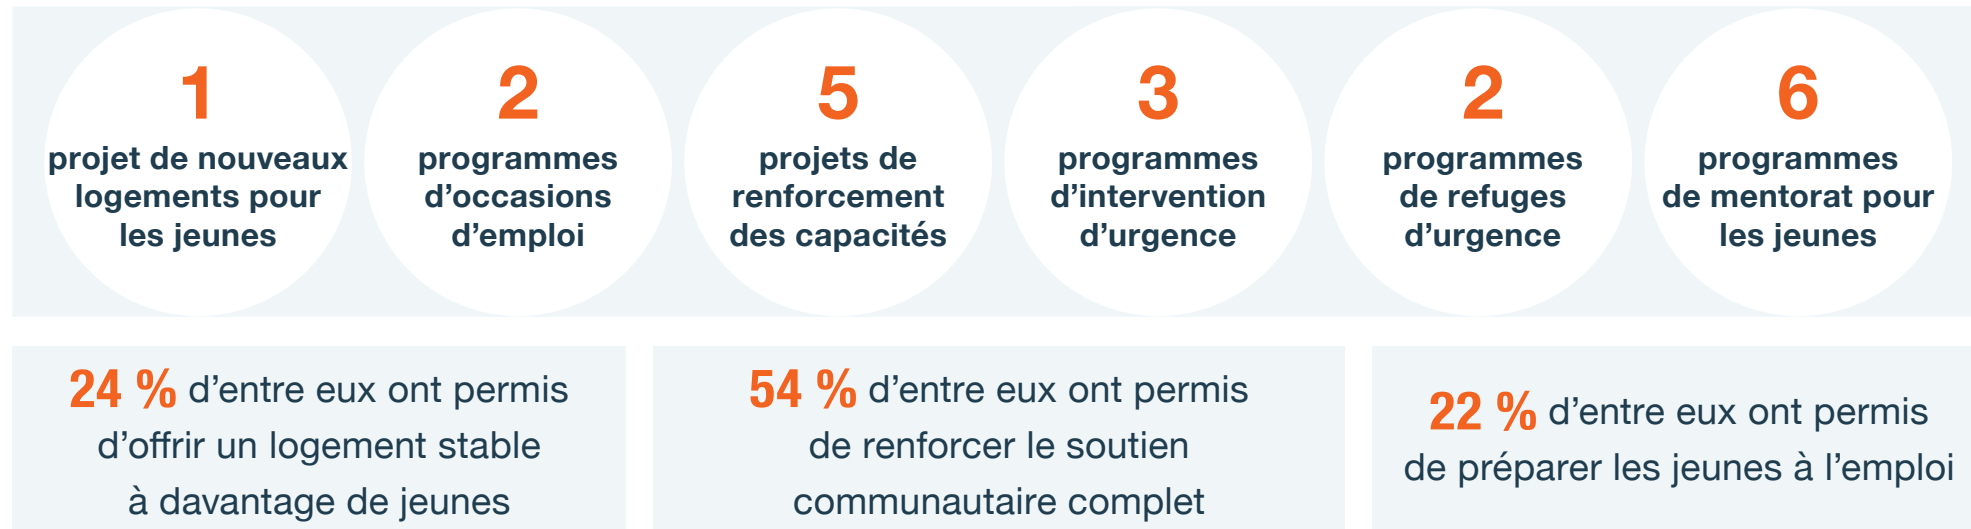 1
projet de nouveaux
logements pour
les jeunes
2
programmes
d’occasions
d’emploi
5
projets de
renforcement
des capacités
3
programmes
d’intervention
d’urgence
2
programmes
de refuges
d’urgence
6
programmes
de mentorat pour
les jeunes
24 % d’entre eux ont permis
d’offrir un logement stable
à davantage de jeunes
54 % d’entre eux ont permis
de renforcer le soutien
communautaire complet
22 % d’entre eux ont permis
de préparer les jeunes à l’emploi